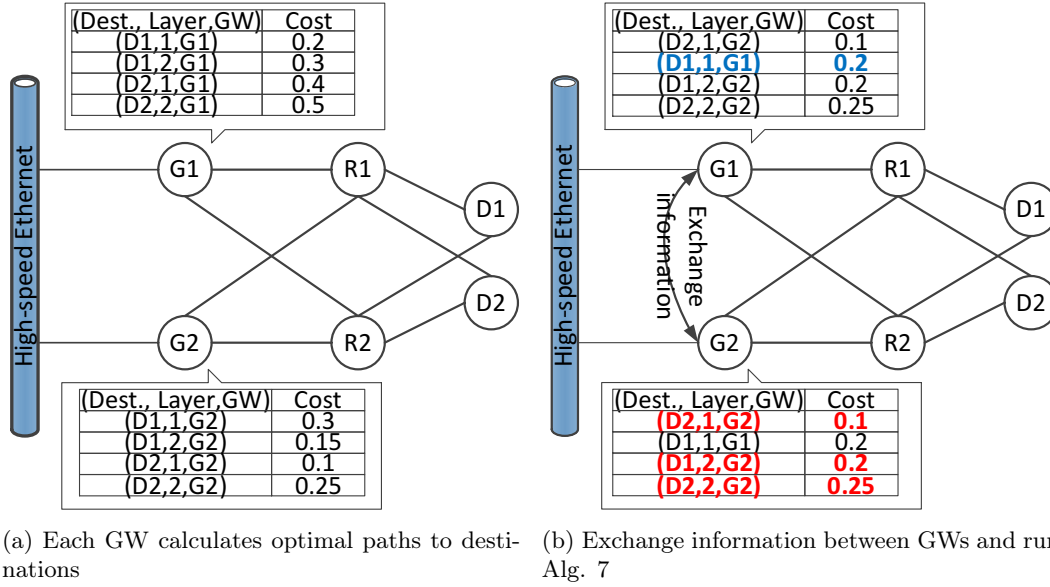 (Dest., Layer,GW) Cost
(D1,1,G1) 0.2
(D1,2,G1) 0.3
(D2,1,G1) 0.4
(D2,2,G1) 0.5
High-speed Ethernet
G1
R1
D1
D2
G2
R2
(Dest., Layer,GW) Cost
(D1,1,G2) 0.3
(D1,2,G2) 0.15
(D2,1,G2) 0.1
(D2,2,G2) 0.25
(a) Each GW calculates optimal paths to desti-
nations
(Dest., Layer,GW) Cost
(D2,1,G2) 0.1
(D1,1,G1) 0.2
(D1,2,G2) 0.2
(D2,2,G2) 0.25
High-speed Ethernet
G1
R1
Exchange
information
D1
D2
G2
R2
(Dest., Layer,GW) Cost
(D2,1,G2) 0.1
(D1,1,G1) 0.2
(D1,2,G2) 0.2
(D2,2,G2) 0.25
(b) Exchange information between GWs and run
Alg. 7